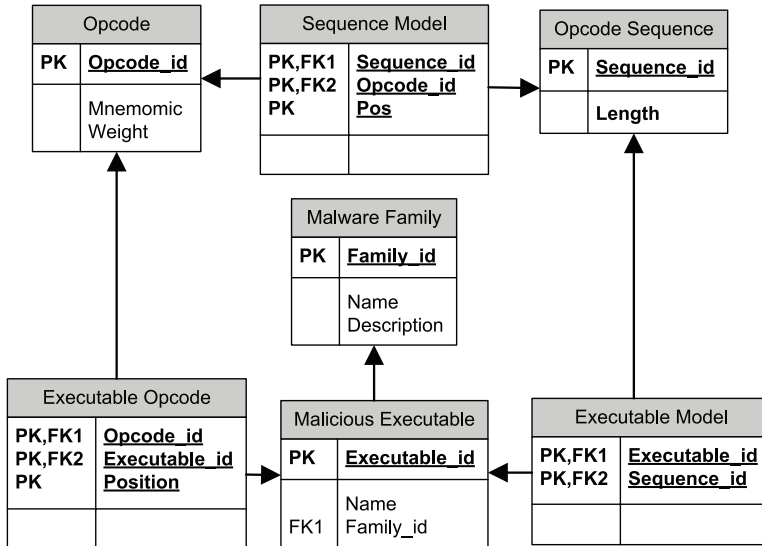 Opcode
PK Opcode_id
Mnemomic
Weight
Sequence Model
PK,FK1 Sequence_id
PK,FK2 Opcode_id
PK Pos
Opcode Sequence
PK Sequence_id
Length
Malware Family
PK Family_id
Name
Description
Executable Opcode
PK,FK1 Opcode_id
PK,FK2 Executable_id
PK Position
Malicious Executable
PK Executable_id
Name
FK1 Family_id
Executable Model
PK,FK1 Executable_id
PK,FK2 Sequence_id